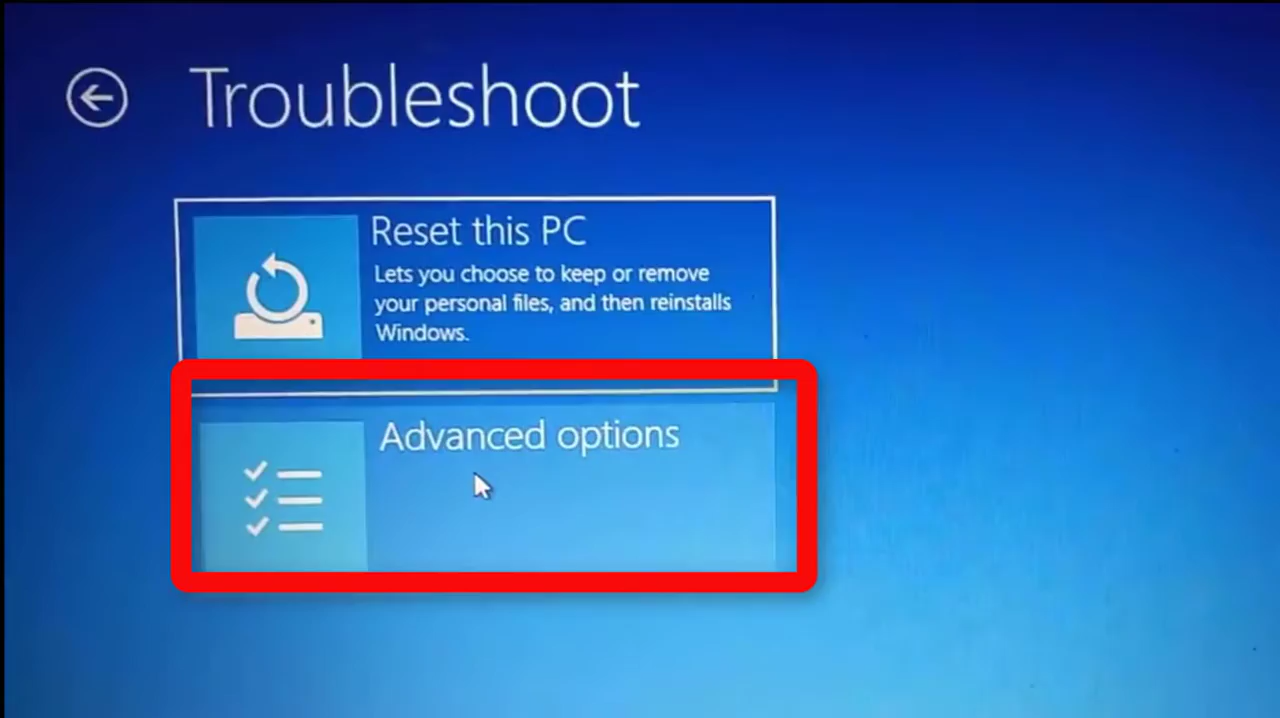 Troubleshoot
Reset this PC
Lets you choose to keep or remove
your personal files, and then reinstalls
Windows.
Advanced options